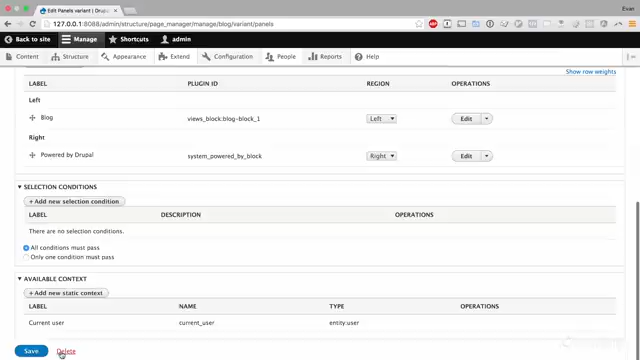 Edit Panels variant | Drupal
Evan
127.0.0.1:8088/admin/structure/page_manager/manage/blog/variant/panels
Back to site
Manage
Shortcuts
admin
Content
Structure
Appearance
Extend
Configuration
People
Reports
Help
Show row weights
LABEL PLUGIN ID REGION OPERATIONS
Left
Blog views_block:blog-block_1 Left Edit
Right
Powered by Drupal system_powered_by_block Right Edit
SELECTION CONDITIONS
+ Add new selection condition
LABEL DESCRIPTION OPERATIONS
There are no selection conditions.
All conditions must pass
Only one condition must pass
AVAILABLE CONTEXT
+ Add new static context
LABEL NAME TYPE OPERATIONS
Current user current_user entity:user
Save Delete